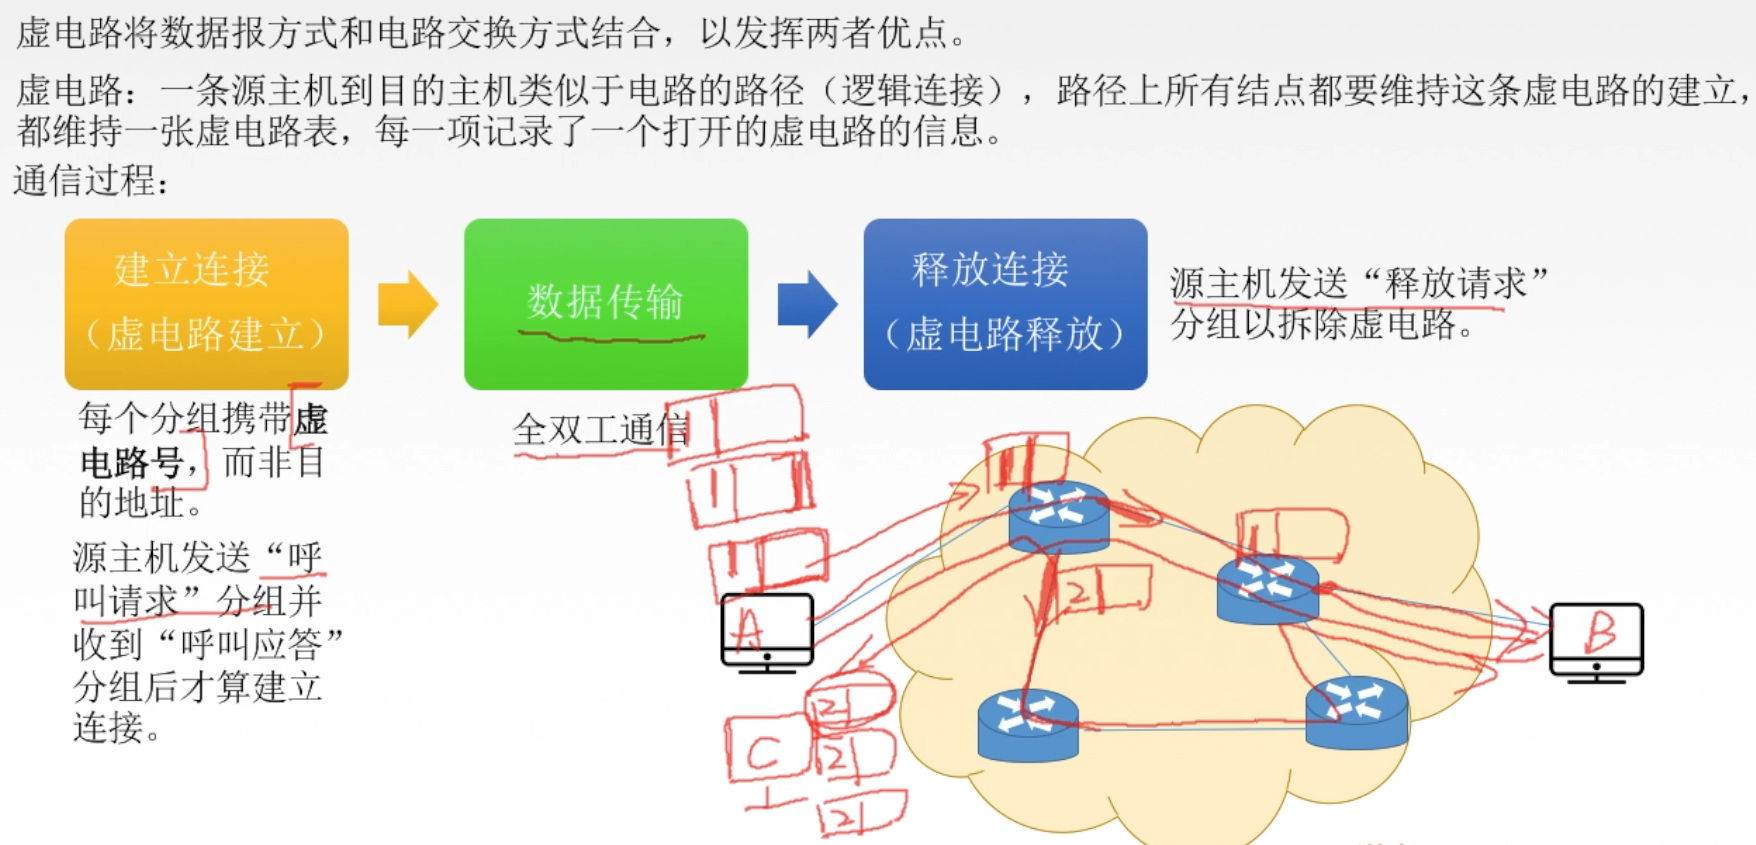 虚电路将数据报方式和电路交换方式结合，以发挥两者优点。
虚电路：一条源主机到目的主机类似于电路的路径（逻辑连接），路径上所有结点都要维持这条虚电路的建立，
都维持一张虚电路表，每一项记录了一个打开的虚电路的信息。
通信过程：
建立连接
（虚电路建立）
数据传输
释放连接
（虚电路释放）
源主机发送“释放请求”
分组以拆除虚电路。
每个分组携带虚
电路号，而非目
的地址。
全双工通信
源主机发送“呼
叫请求”分组并
收到“呼叫应答”
分组后才算建立
连接。
1
1
1
1
1
A
B
2
2
C
2
2